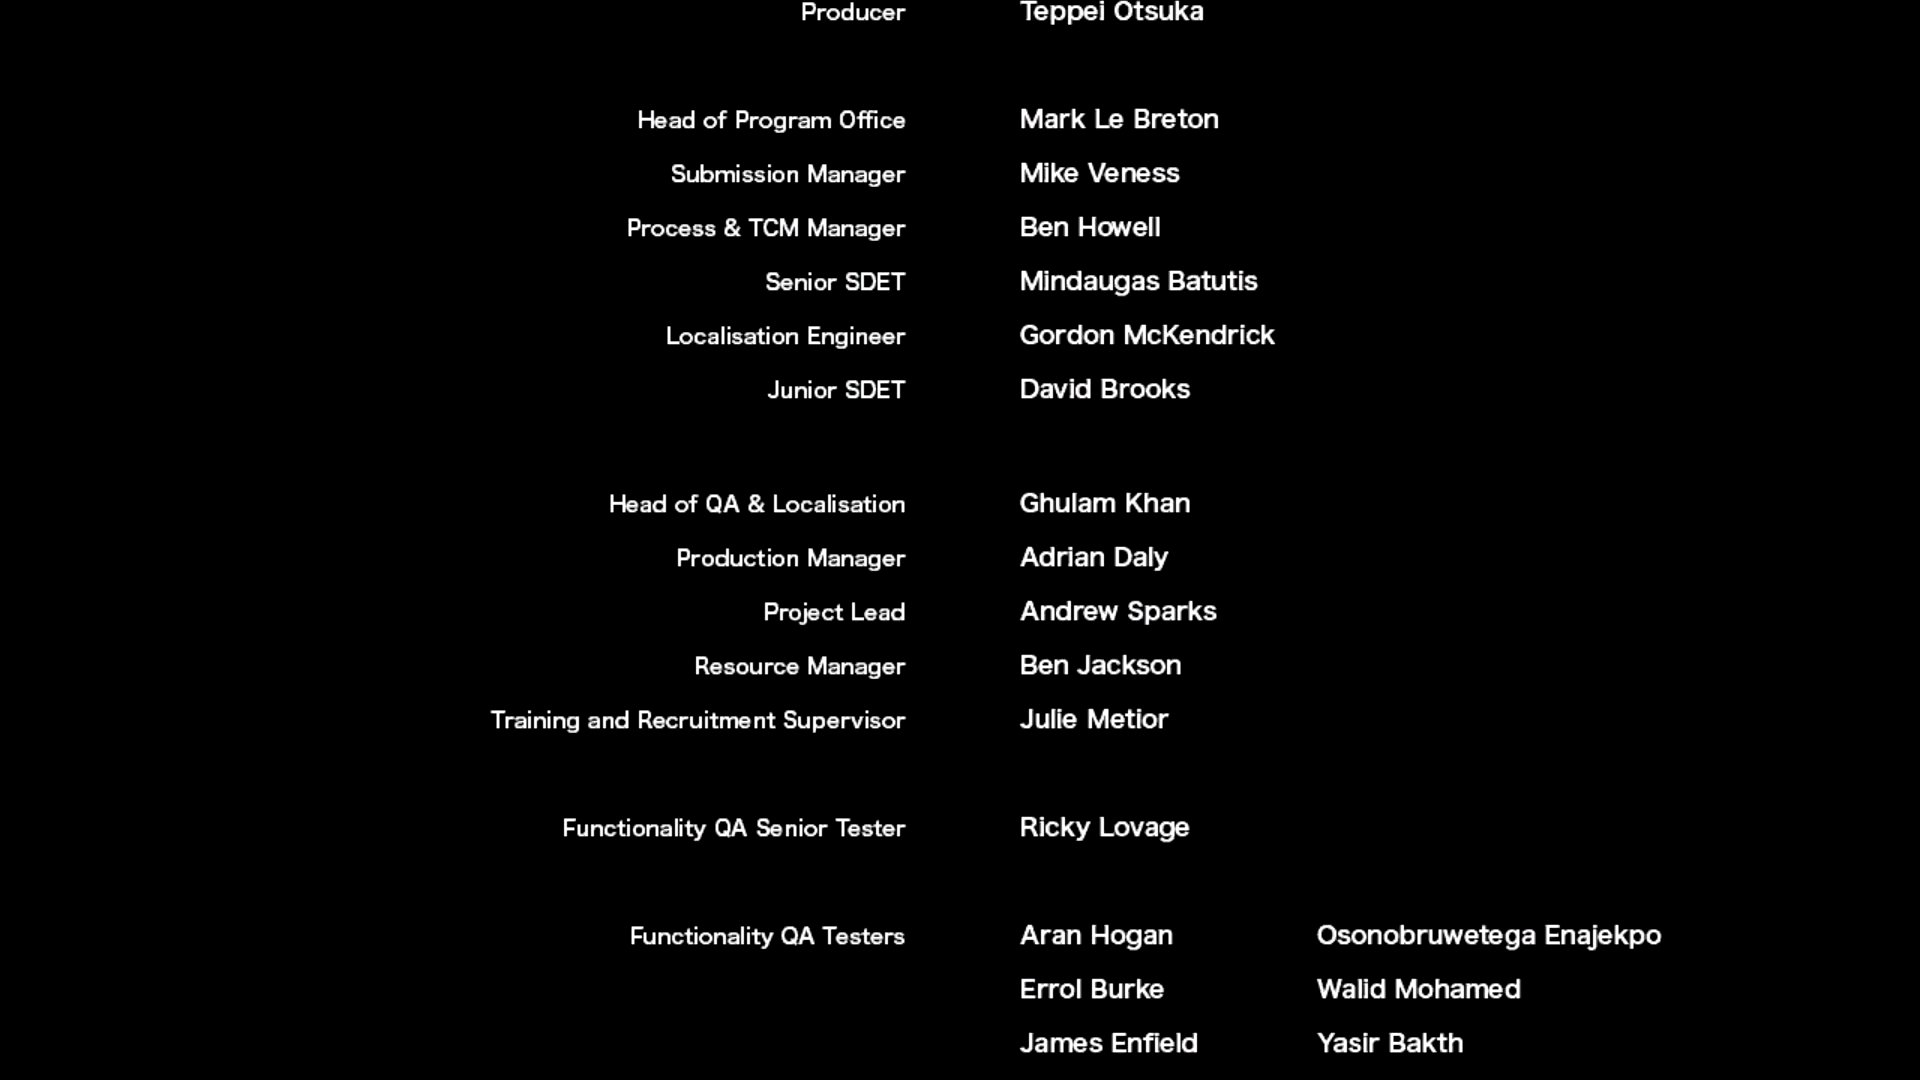 Producer Teppei Otsuka
Head of Program Office Mark Le Breton
Submission Manager Mike Veness
Process & TCM Manager Ben Howell
Senior SDET Mindaugas Batutis
Localisation Engineer Gordon McKendrick
Junior SDET David Brooks
Head of QA & Localisation Ghulam Khan
Production Manager Adrian Daly
Project Lead Andrew Sparks
Resource Manager Ben Jackson
Training and Recruitment Supervisor Julie Metior
Functionality QA Senior Tester Ricky Lovage
Functionality QA Testers Aran Hogan Osonobruwetega Enajekpo
Errol Burke Walid Mohamed
James Enfield Yasir Bakth